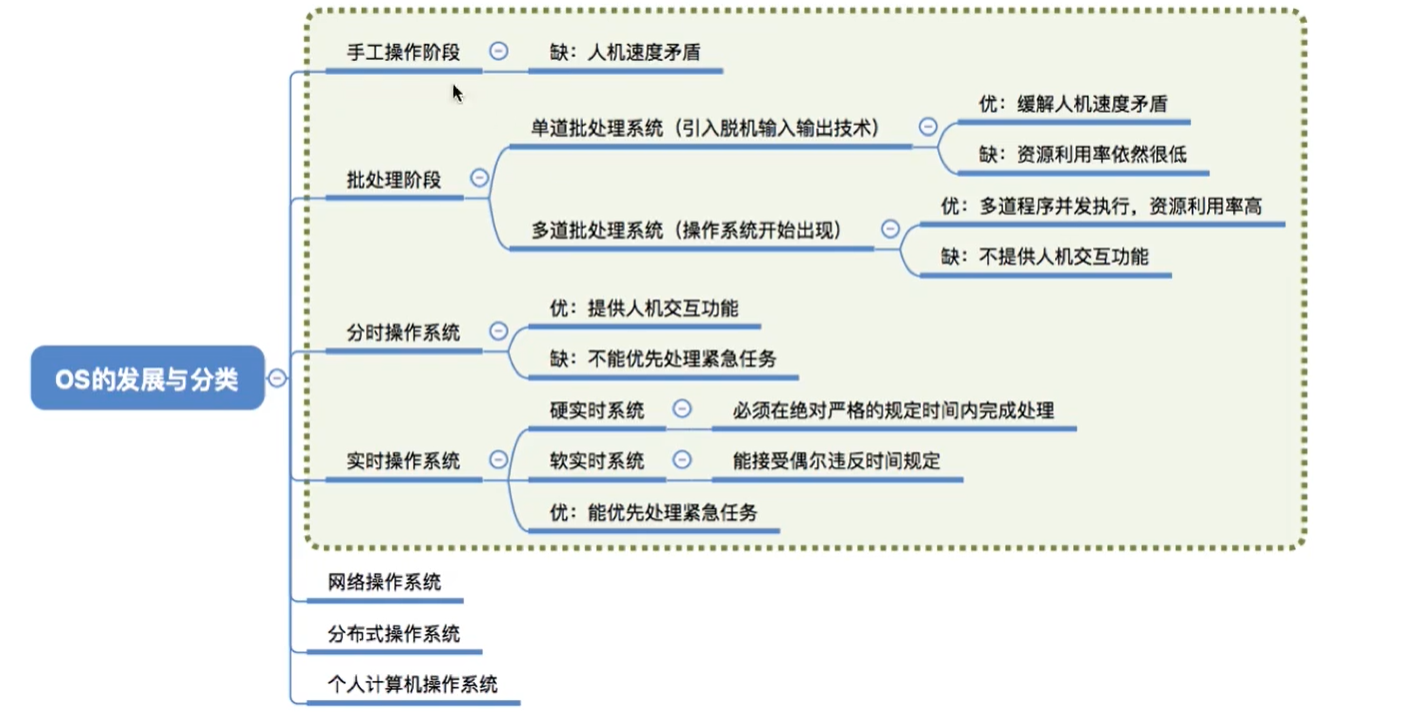 OS的发展与分类
手工操作阶段
缺：人机速度矛盾
批处理阶段
单道批处理系统（引入脱机输入输出技术）
优：缓解人机速度矛盾
缺：资源利用率依然很低
多道批处理系统（操作系统开始出现）
优：多道程序并发执行，资源利用率高
缺：不提供人机交互功能
分时操作系统
优：提供人机交互功能
缺：不能优先处理紧急任务
实时操作系统
硬实时系统
必须在绝对严格的规定时间内完成处理
软实时系统
能接受偶尔违反时间规定
优：能优先处理紧急任务
网络操作系统
分布式操作系统
个人计算机操作系统